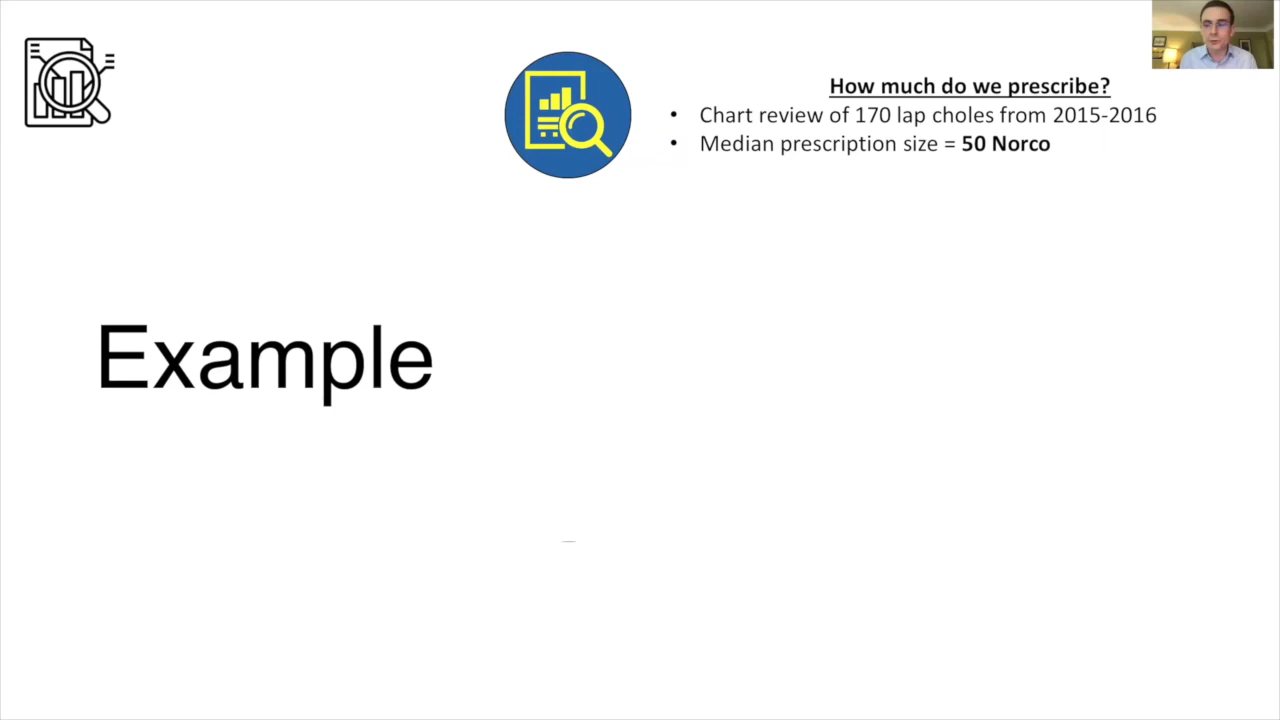 How much do we prescribe?
• Chart review of 170 lap choles from 2015-2016
• Median prescription size = 50 Norco
Example